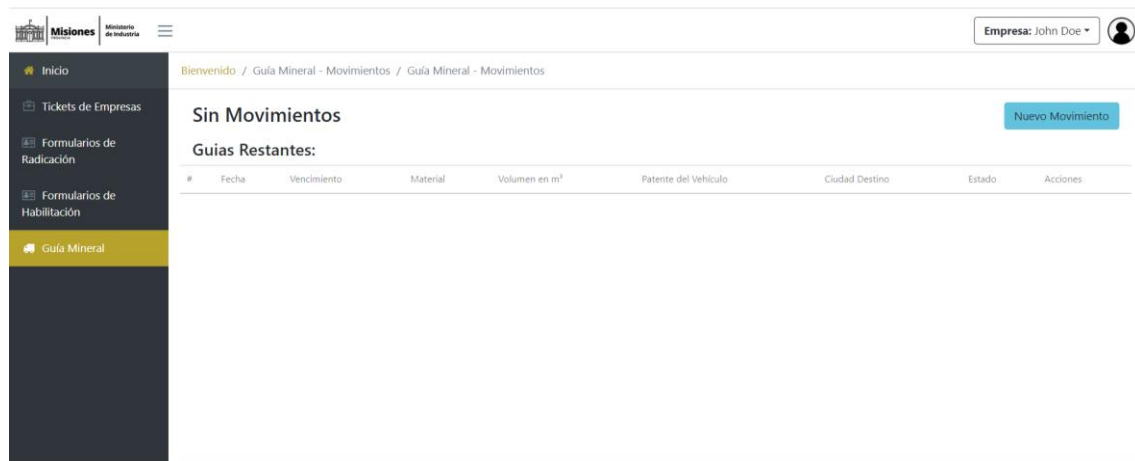 Misiones
PROVINCIA
Ministerio
de Industria
Empresa: John Doe
Inicio
Bienvenido / Guía Mineral - Movimientos / Guía Mineral - Movimientos
Tickets de Empresas
Formularios de
Radicación
Formularios de
Habilitación
Guía Mineral
Sin Movimientos
Nuevo Movimiento
Guias Restantes:
# Fecha Vencimiento Material Volumen en m³ Patente del Vehículo Ciudad Destino Estado Acciones